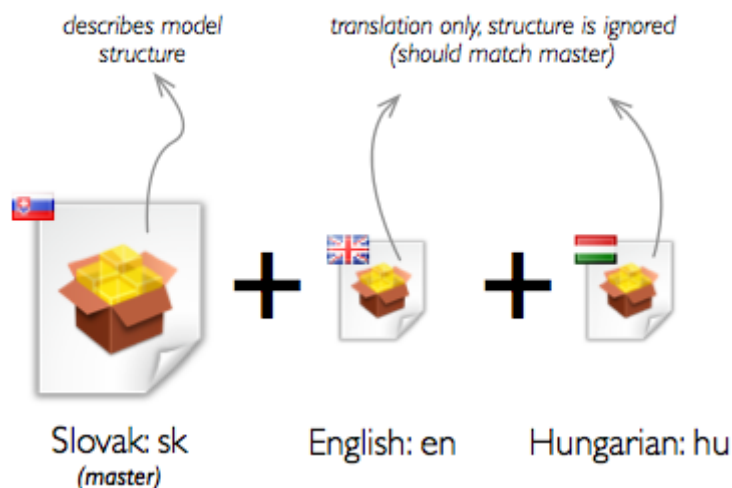 describes model
structure
translation only, structure is ignored
(should match master)
Slovak: sk
(master)
English: en
Hungarian: hu